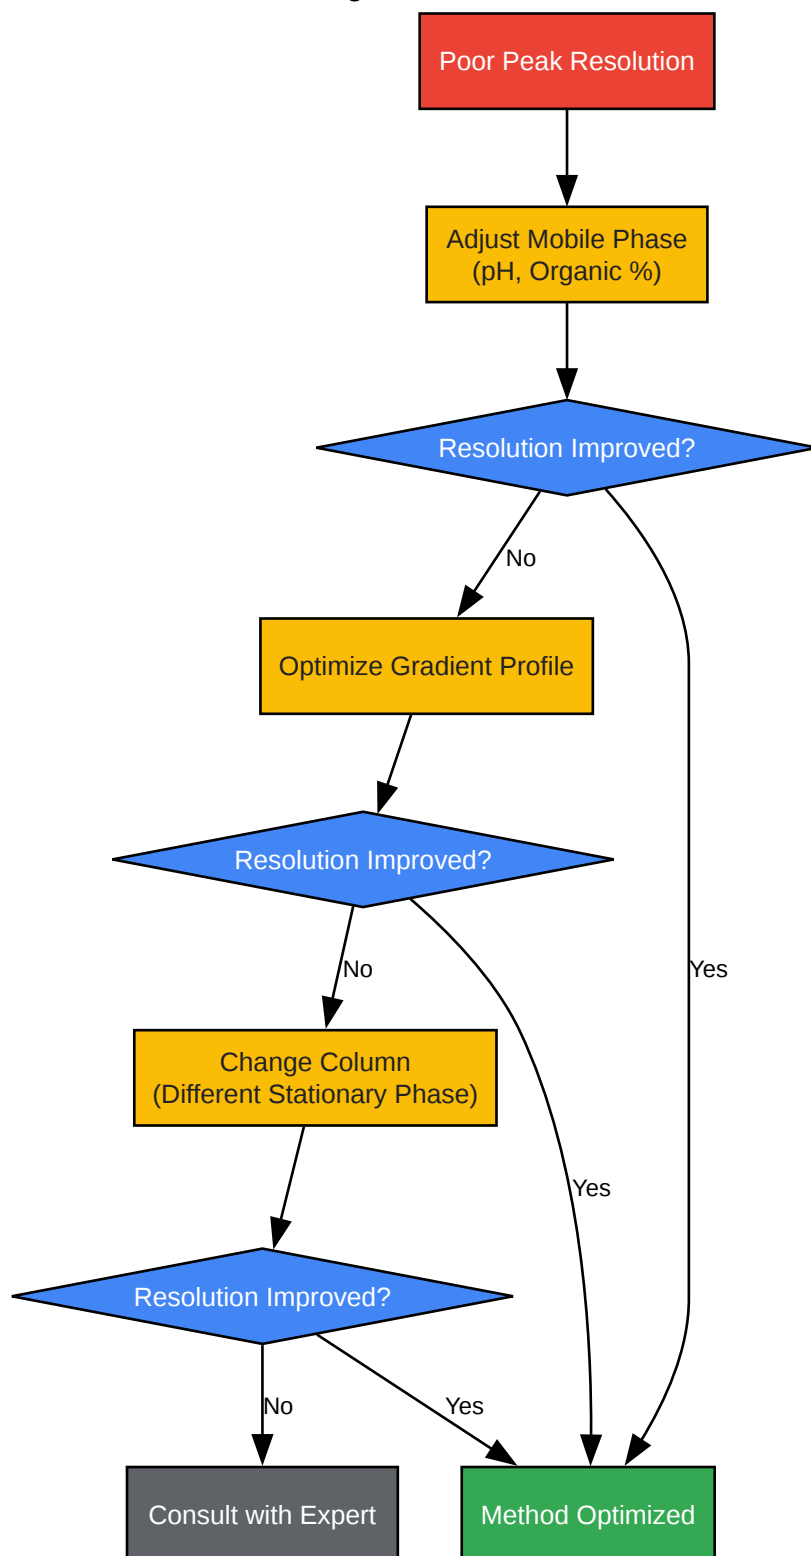 Poor Peak Resolution
Adjust Mobile Phase
(pH, Organic %)
Resolution Improved?
No
Optimize Gradient Profile
Resolution Improved?
No
Yes
Change Column
(Different Stationary Phase)
Yes
Resolution Improved?
No
Yes
Consult with Expert
Method Optimized